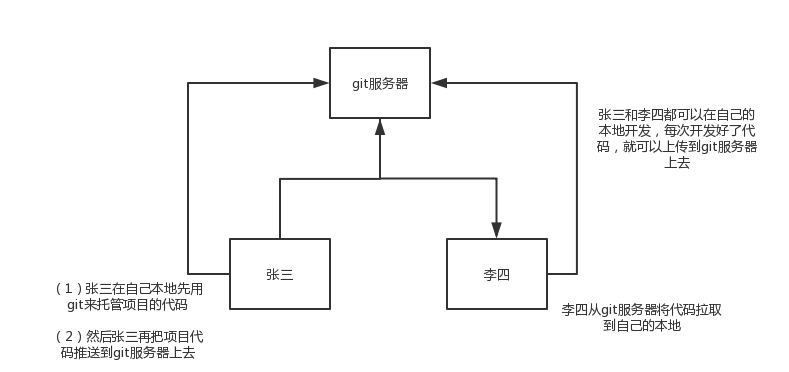 git服务器
张三和李四都可以在自己的
本地开发，每次开发好了代
码，就可以上传到git服务器
上去
张三
李四
（1）张三在自己本地先用
git来托管项目的代码
（2）然后张三再把项目代
码推送到git服务器上去
李四从git服务器将代码拉取
到自己的本地